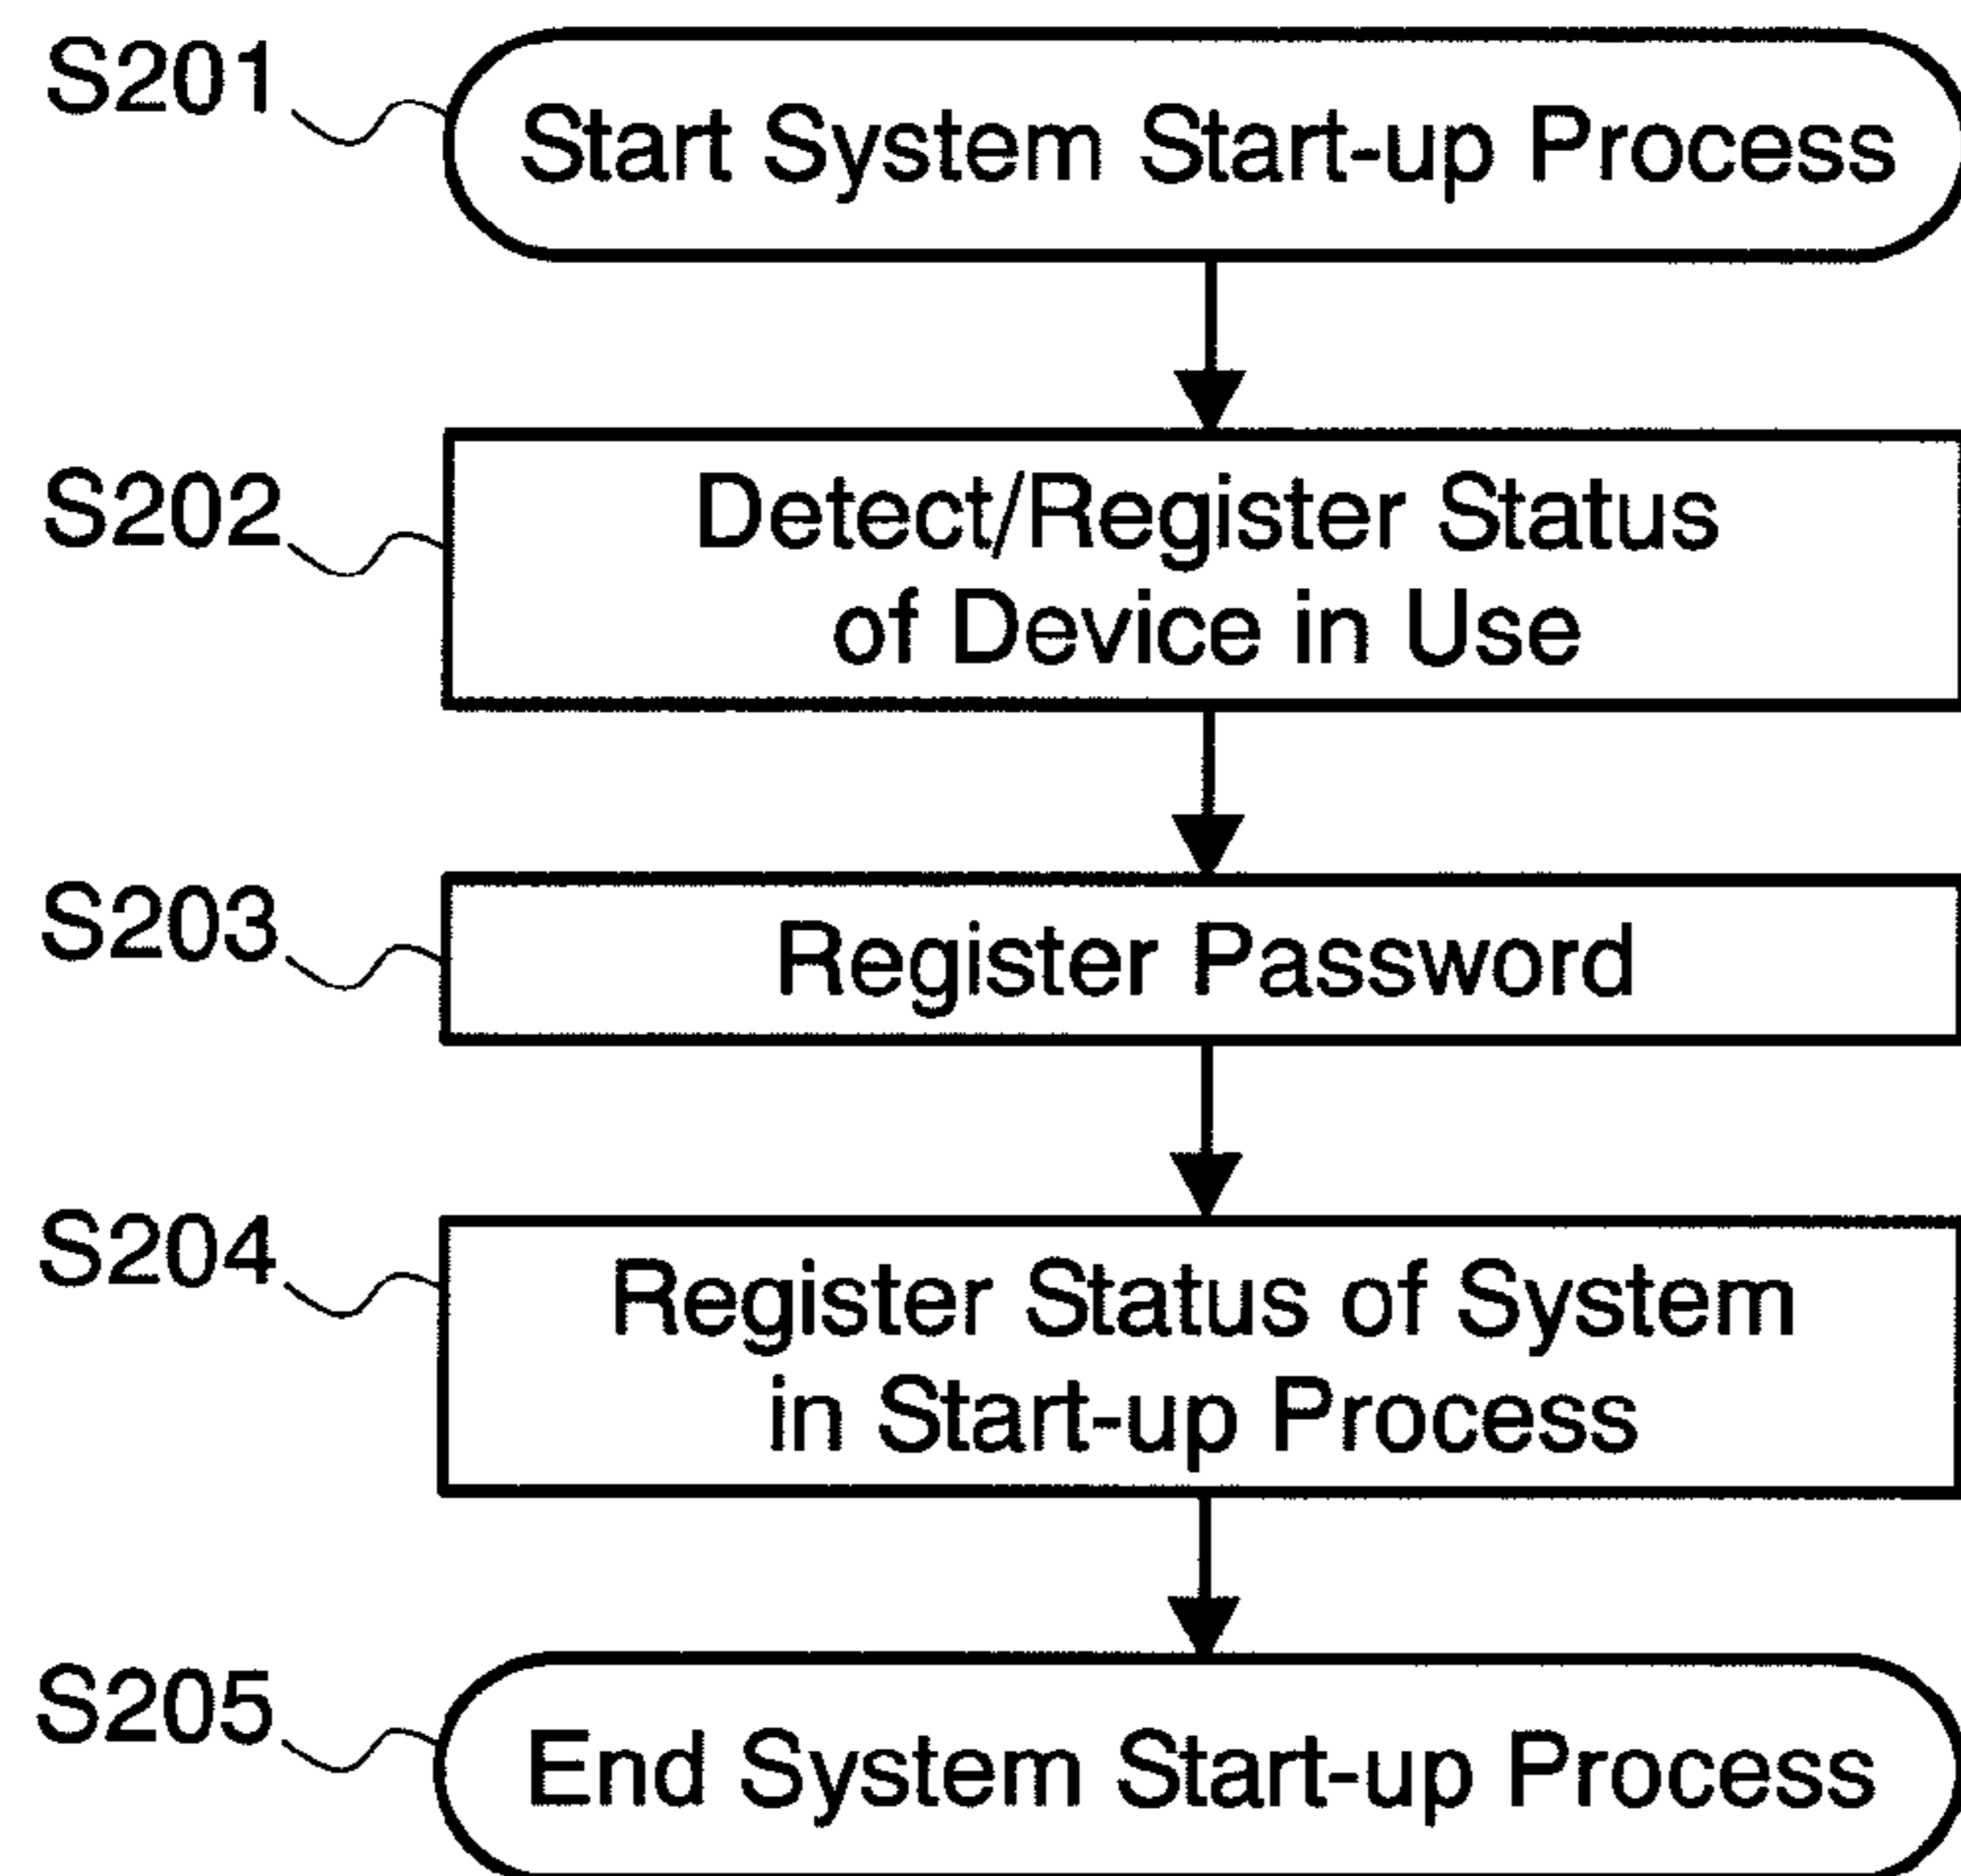 S201
Start System Start-up Process
S202
Detect/Register Status
of Device in Use
S203
Register Password
S204
Register Status of System
in Start-up Process
S205
End System Start-up Process